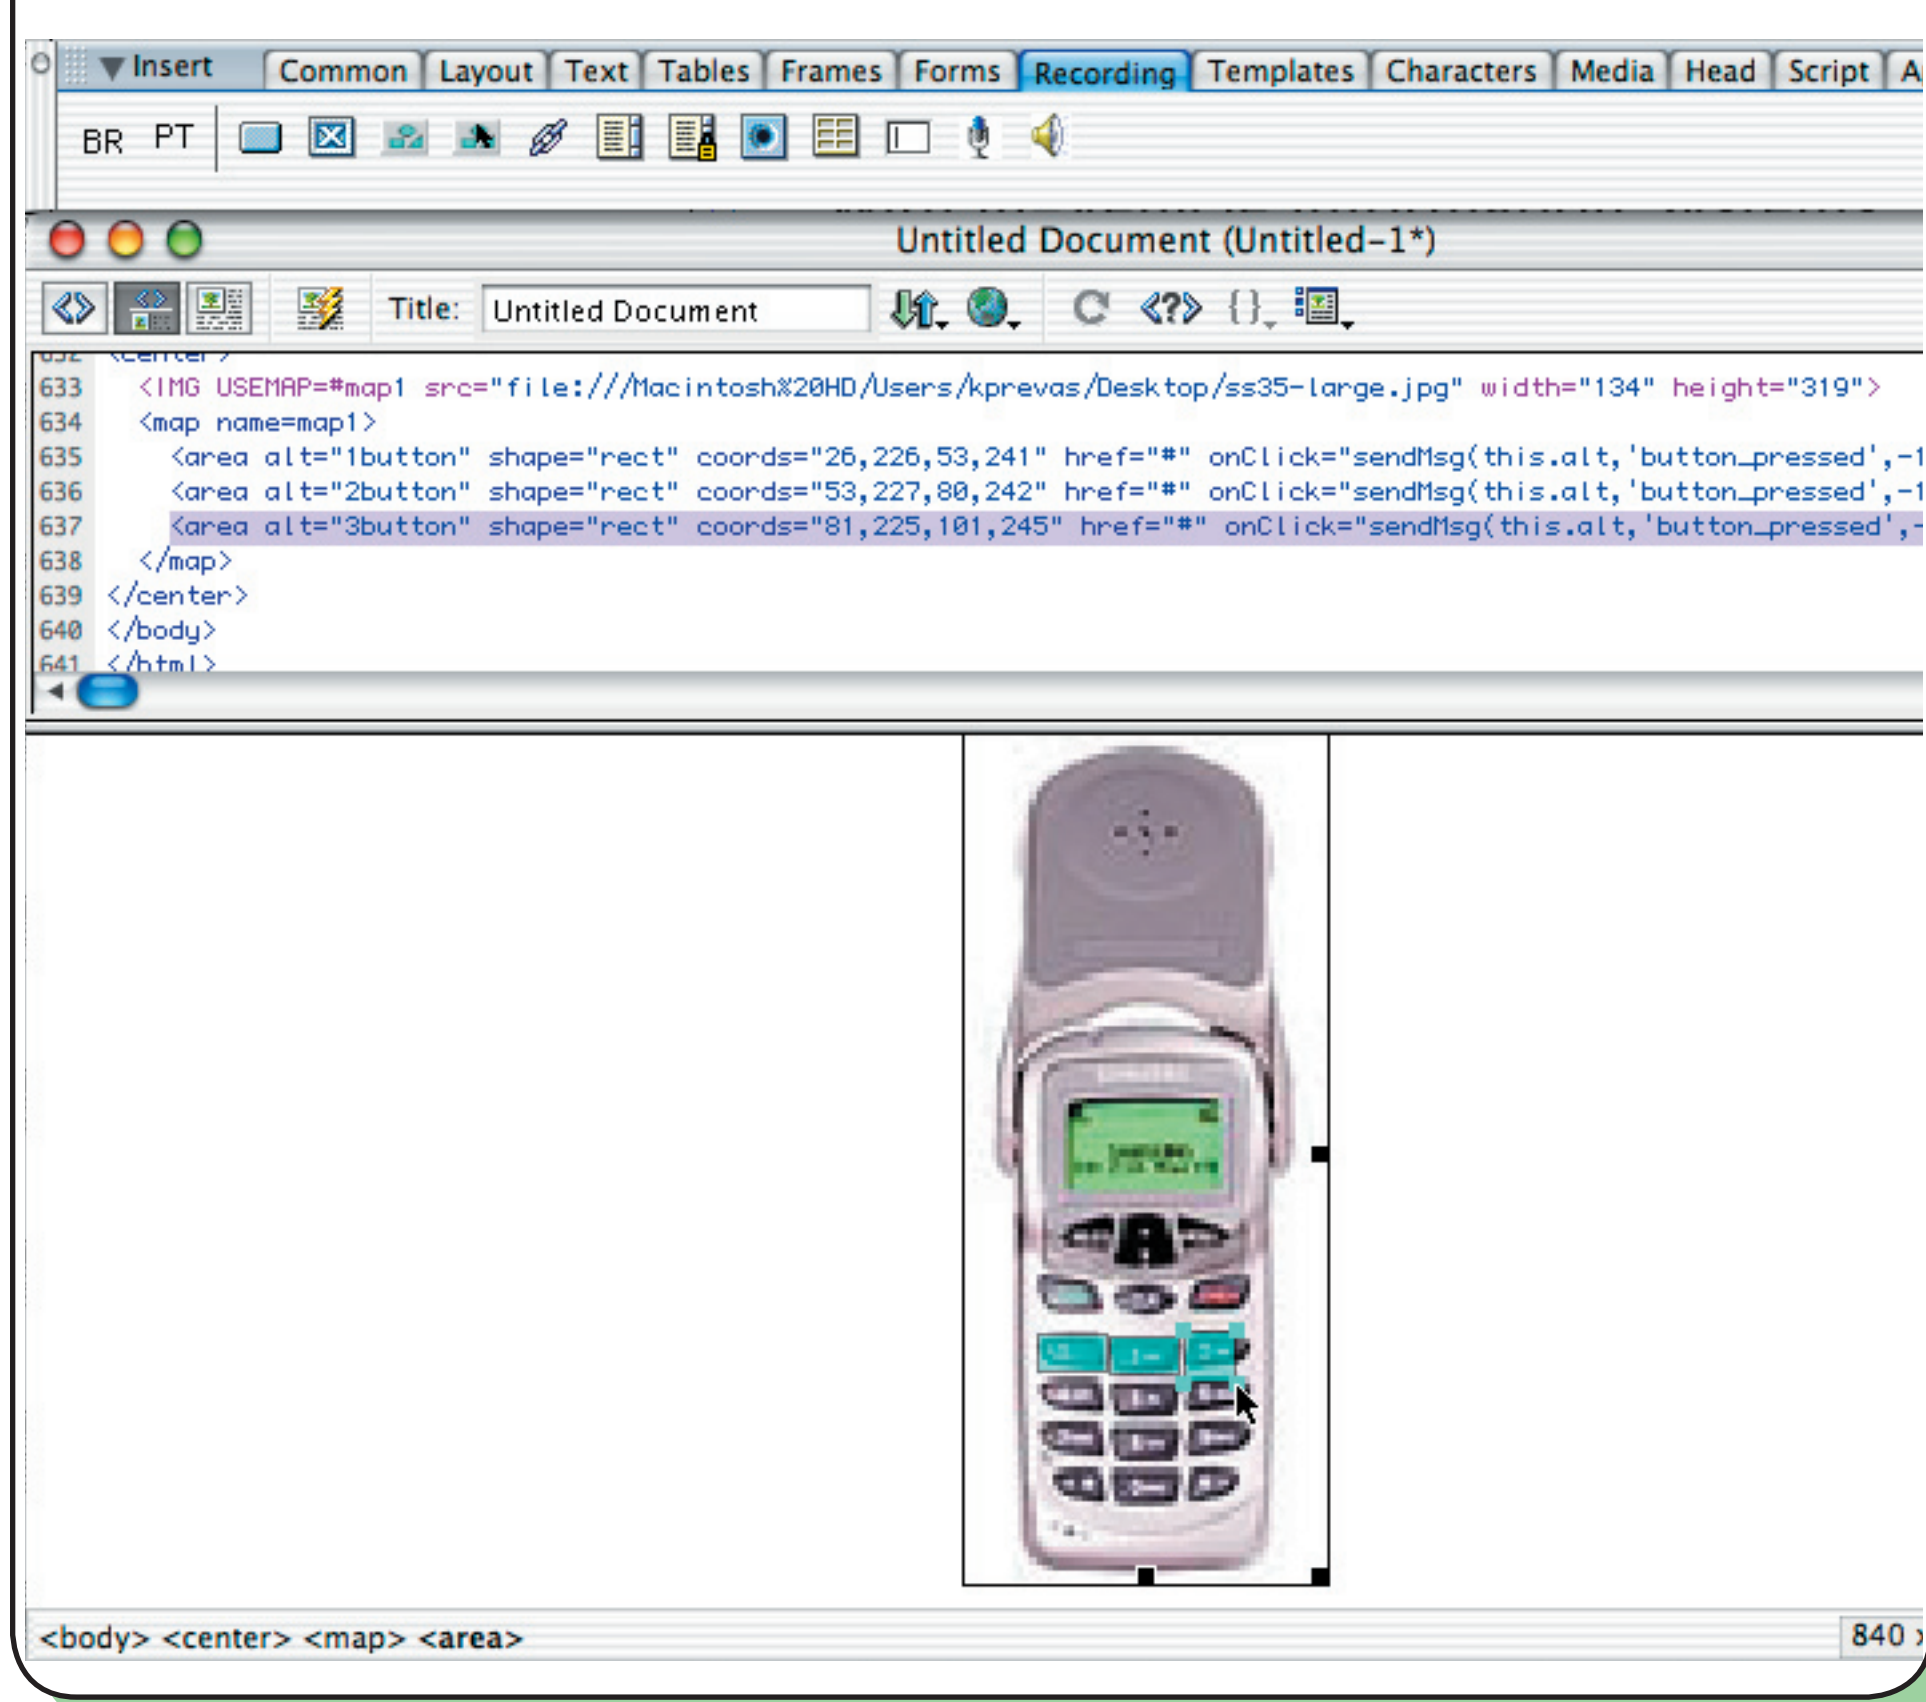 Insert Common Layout Text Tables Frames Forms Recording Templates Characters Media Head Script
BR PT
Untitled Document (Untitled-1*)
Title: Untitled Document
632 <center>
633 <IMG USEMAP=#map1 src="file:///Macintosh%20HD/Users/kprevas/Desktop/ss35-large.jpg" width="134" height="319">
634 <map name=map1>
635 <area alt="1button" shape="rect" coords="26,226,53,241" href="#" onClick="sendMsg(this.alt,'button_pressed',-1
636 <area alt="2button" shape="rect" coords="53,227,80,242" href="#" onClick="sendMsg(this.alt,'button_pressed',-1
637 <area alt="3button" shape="rect" coords="81,225,101,245" href="#" onClick="sendMsg(this.alt,'button_pressed',-
638 </map>
639 </center>
640 </body>
641 </html>
<body> <center> <map> <area>
840 x